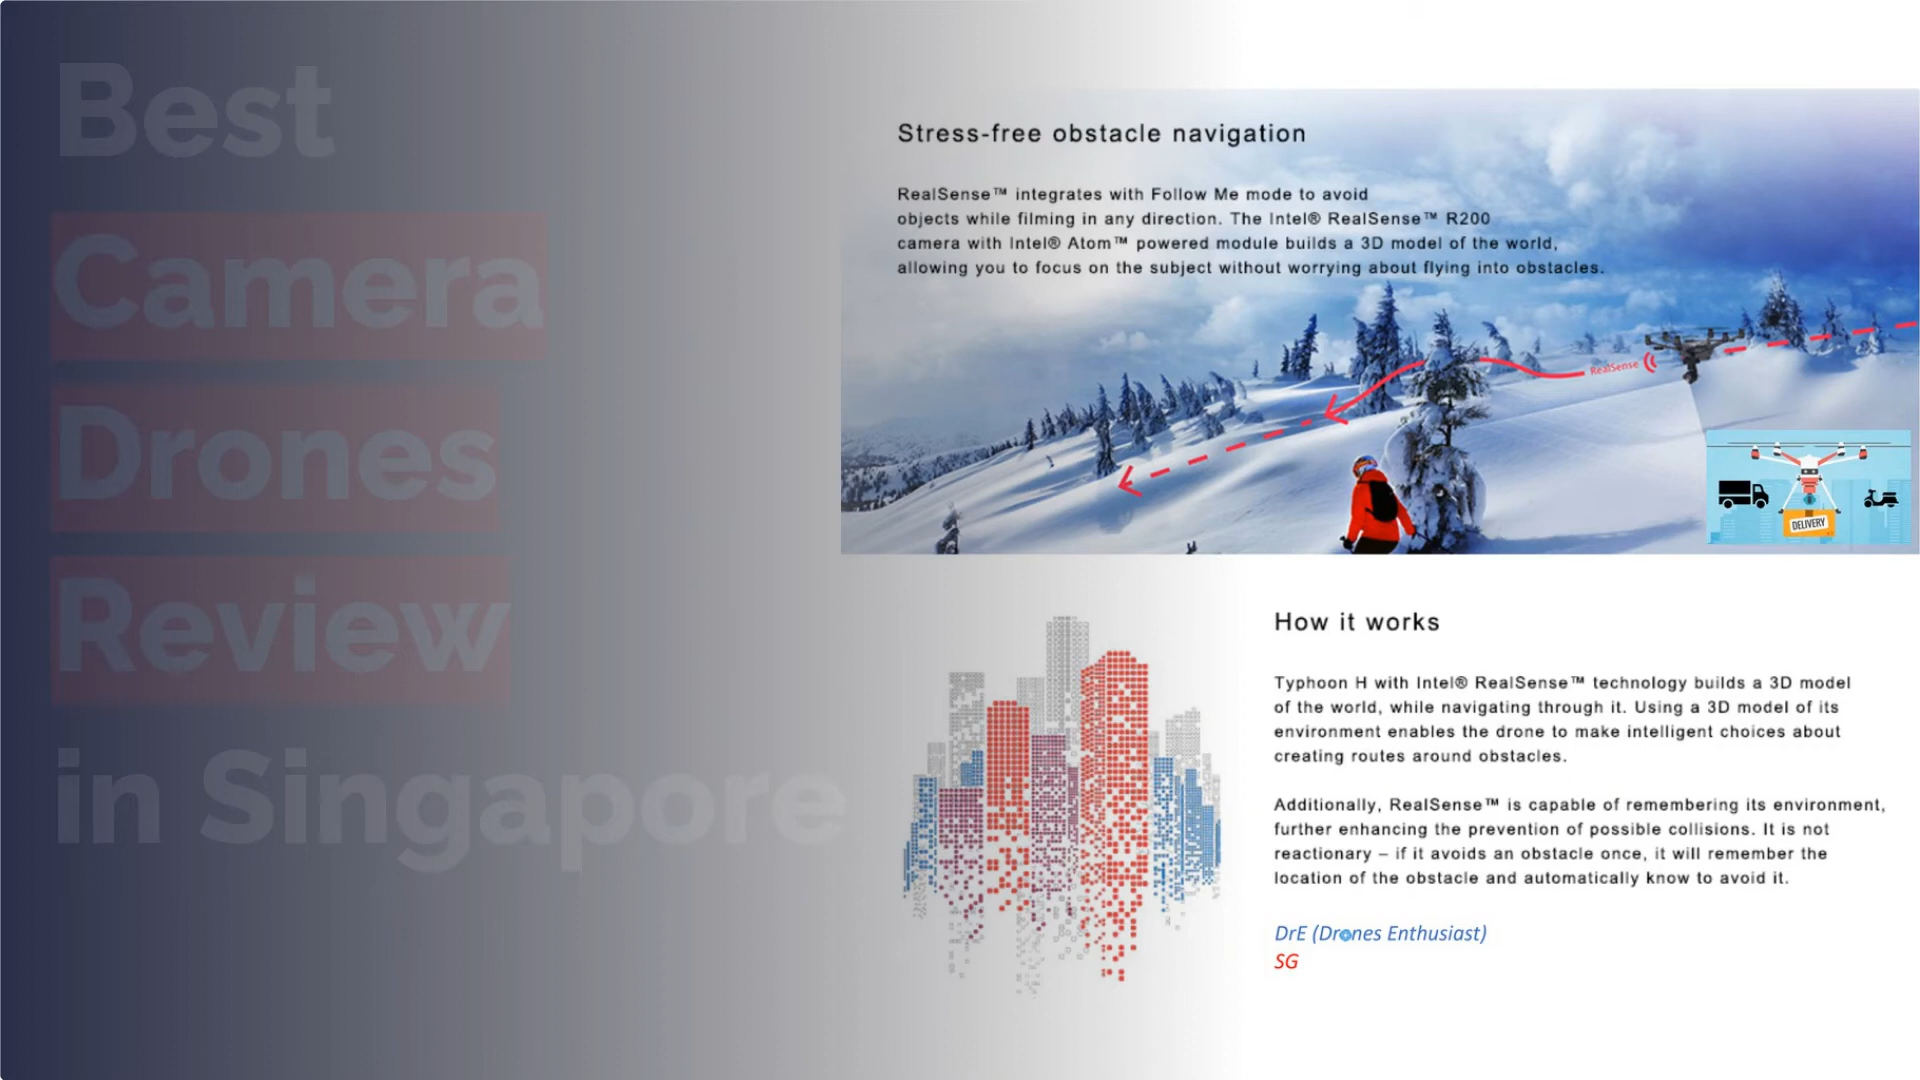 Best
Camera
Drones
Review
in Singapore
Stress-free obstacle navigation
RealSense™ integrates with Follow Me mode to avoid
objects while filming in any direction. The Intel® RealSense™ R200
camera with Intel® Atom™ powered module builds a 3D model of the world,
allowing you to focus on the subject without worrying about flying into obstacles.
RealSense
DELIVERY
How it works
Typhoon H with Intel® RealSense™ technology builds a 3D model
of the world, while navigating through it. Using a 3D model of its
environment enables the drone to make intelligent choices about
creating routes around obstacles.
Additionally, RealSense™ is capable of remembering its environment,
further enhancing the prevention of possible collisions. It is not
reactionary – if it avoids an obstacle once, it will remember the
location of the obstacle and automatically know to avoid it.
DrE (Drones Enthusiast)
SG